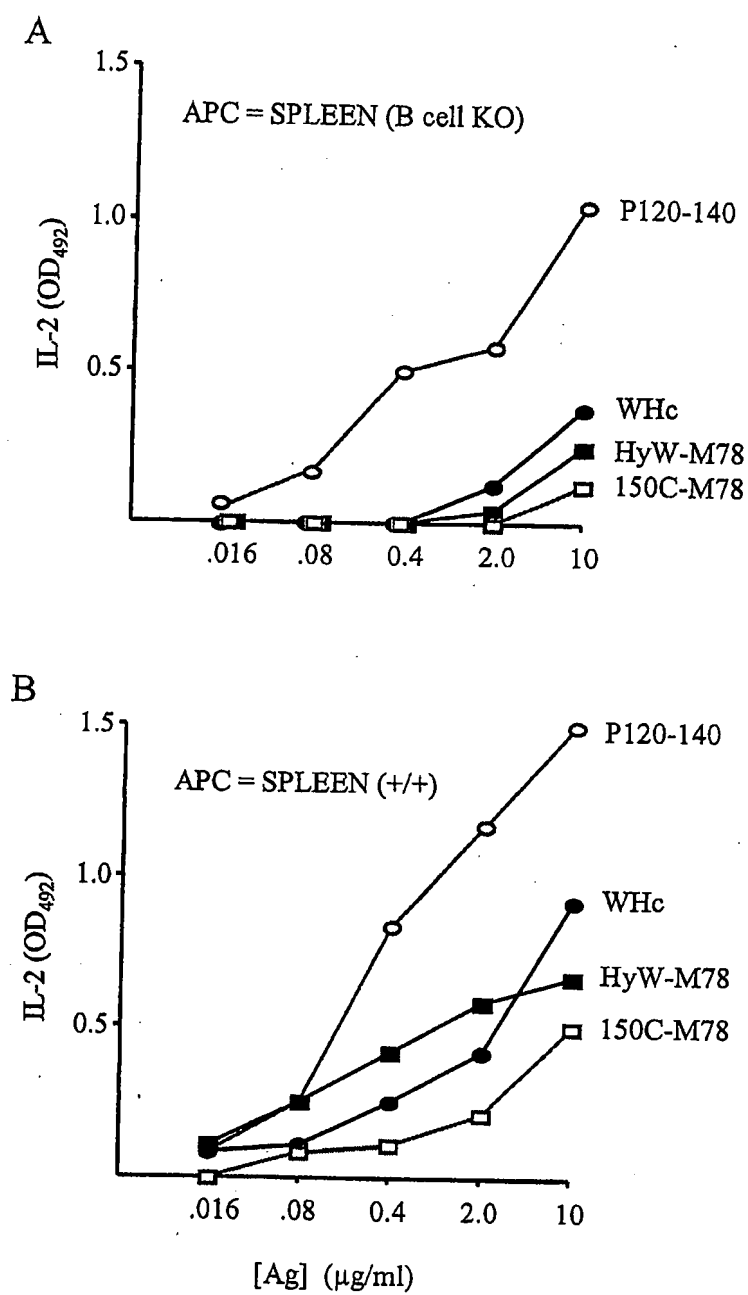 A
1.5
APC = SPLEEN (B cell KO)
1.0
P120-140
IL-2 (OD492)
0.5
WHc
HyW-M78
150C-M78
.016 .08 0.4 2.0 10
B
1.5
P120-140
APC = SPLEEN (+/+)
1.0
WHc
IL-2 (OD492)
HyW-M78
0.5
150C-M78
.016 .08 0.4 2.0 10
[Ag] (µg/ml)